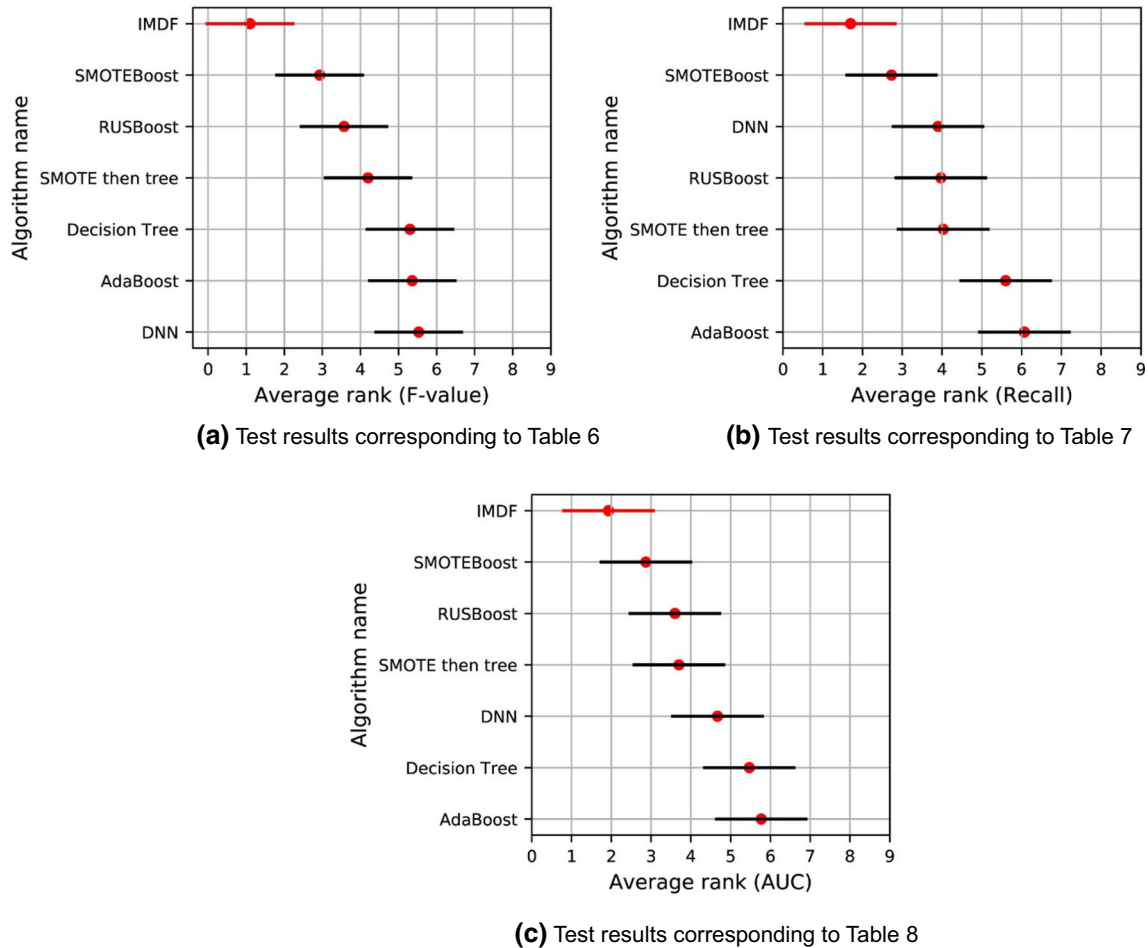 IMDF
SMOTEBoost
RUSBoost
SMOTE then tree
Decision Tree
AdaBoost
DNN
Algorithm name
0 1 2 3 4 5 6 7 8 9
Average rank (F-value)
(a) Test results corresponding to Table 6
IMDF
SMOTEBoost
DNN
RUSBoost
SMOTE then tree
Decision Tree
AdaBoost
Algorithm name
0 1 2 3 4 5 6 7 8 9
Average rank (Recall)
(b) Test results corresponding to Table 7
IMDF
SMOTEBoost
RUSBoost
SMOTE then tree
DNN
Decision Tree
AdaBoost
Algorithm name
0 1 2 3 4 5 6 7 8 9
Average rank (AUC)
(c) Test results corresponding to Table 8